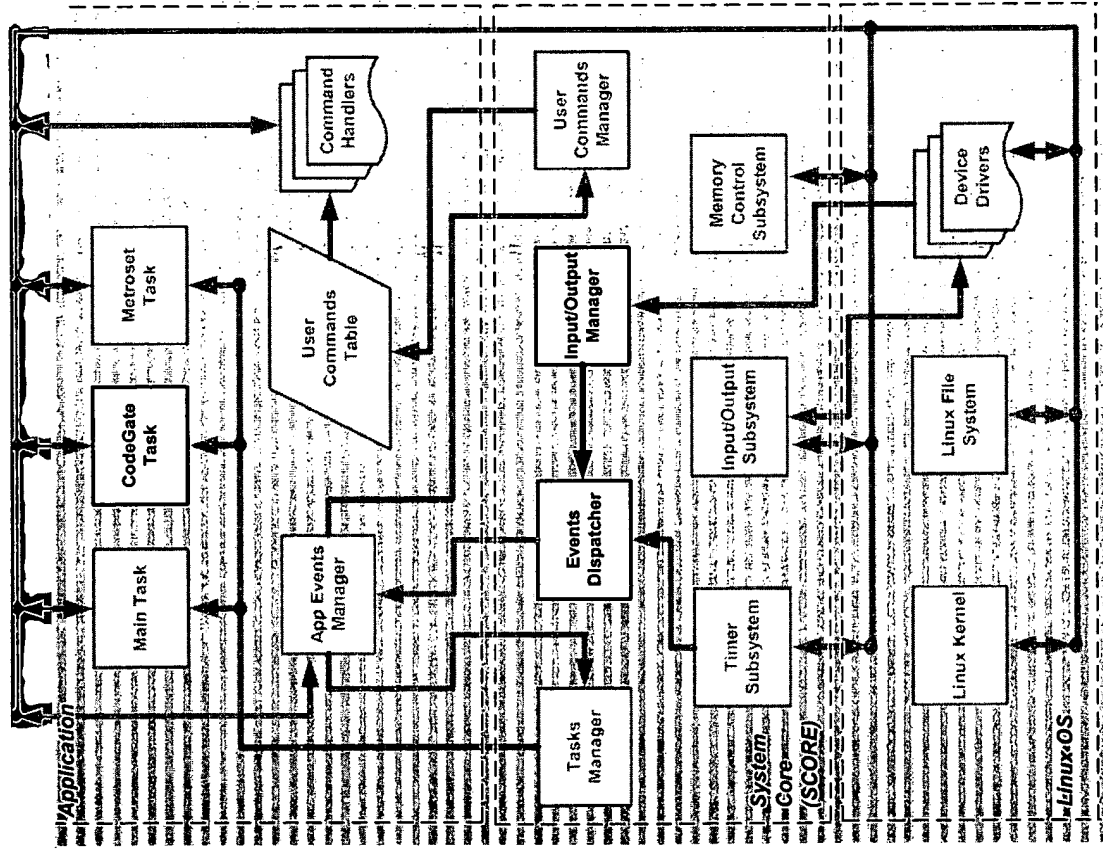 Application
Main Task
CodeGate
Task
Metroset
Task
App Events
Manager
User
Commands
Table
Command
Handlers
Tasks
Manager
Events
Dispatcher
Input/Output
Manager
User
Commands
Manager
System
Core
(SCORE)
Timer
Subsystem
Input/Output
Subsystem
Memory
Control
Subsystem
Linux OS
Linux Kernel
Linux File
System
Device
Drivers